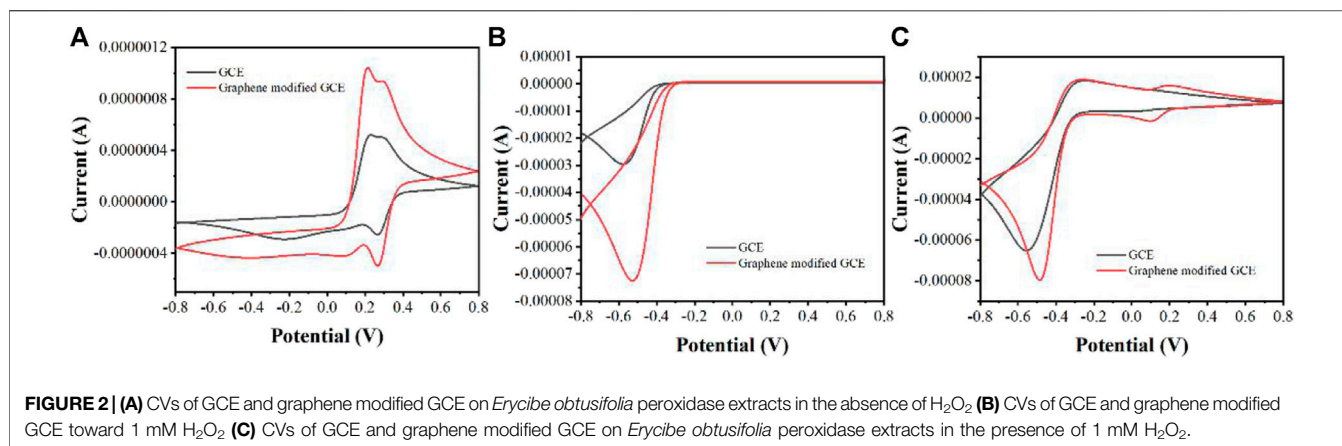 A
0.0000012
0.0000008
0.0000004
0.0000000
-0.0000004
Current (A)
GCE
Graphene modified GCE
-0.8 -0.6 -0.4 -0.2 0.0 0.2 0.4 0.6 0.8
Potential (V)
B
0.00001
0.00000
-0.00001
-0.00002
-0.00003
-0.00004
-0.00005
-0.00006
-0.00007
-0.00008
Current (A)
GCE
Graphene modified GCE
-0.8 -0.6 -0.4 -0.2 0.0 0.2 0.4 0.6 0.8
Potential (V)
C
0.00002
0.00000
-0.00002
-0.00004
-0.00006
-0.00008
Current (A)
GCE
Graphene modified GCE
-0.8 -0.6 -0.4 -0.2 0.0 0.2 0.4 0.6 0.8
Potential (V)
FIGURE 2 | (A) CVs of GCE and graphene modified GCE on Erycibe obtusifolia peroxidase extracts in the absence of H₂O₂ (B) CVs of GCE and graphene modified
GCE toward 1 mM H₂O₂ (C) CVs of GCE and graphene modified GCE on Erycibe obtusifolia peroxidase extracts in the presence of 1 mM H₂O₂.